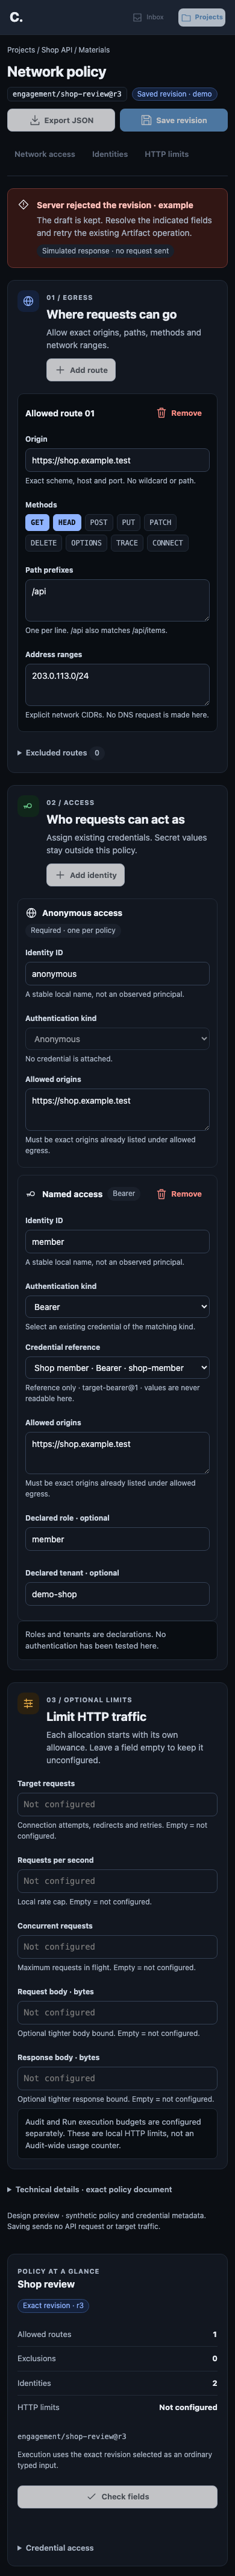 C.
Inbox
Projects
Projects / Shop API / Materials
Network policy
engagement/shop-review@r3
Saved revision · demo
Export JSON
Save revision
Network access
Identities
HTTP limits
Server rejected the revision · example
The draft is kept. Resolve the indicated fields
and retry the existing Artifact operation.
Simulated response · no request sent
01 / EGRESS
Where requests can go
Allow exact origins, paths, methods and
network ranges.
Add route
Allowed route 01
Remove
Origin
https://shop.example.test
Exact scheme, host and port. No wildcard or path.
Methods
GET
HEAD
POST
PUT
PATCH
DELETE
OPTIONS
TRACE
CONNECT
Path prefixes
/api
One per line. /api also matches /api/items.
Address ranges
203.0.113.0/24
Explicit network CIDRs. No DNS request is made here.
Excluded routes 0
02 / ACCESS
Who requests can act as
Assign existing credentials. Secret values
stay outside this policy.
Add identity
Anonymous access
Required · one per policy
Identity ID
anonymous
A stable local name, not an observed principal.
Authentication kind
Anonymous
No credential is attached.
Allowed origins
https://shop.example.test
Must be exact origins already listed under allowed
egress.
Named access
Bearer
Remove
Identity ID
member
A stable local name, not an observed principal.
Authentication kind
Bearer
Select an existing credential of the matching kind.
Credential reference
Shop member · Bearer · shop-member
Reference only · target-bearer@1 · values are never
readable here.
Allowed origins
https://shop.example.test
Must be exact origins already listed under allowed
egress.
Declared role · optional
member
Declared tenant · optional
demo-shop
Roles and tenants are declarations. No
authentication has been tested here.
03 / OPTIONAL LIMITS
Limit HTTP traffic
Each allocation starts with its own
allowance. Leave a field empty to keep it
unconfigured.
Target requests
Not configured
Connection attempts, redirects and retries. Empty = not
configured.
Requests per second
Not configured
Local rate cap. Empty = not configured.
Concurrent requests
Not configured
Maximum requests in flight. Empty = not configured.
Request body · bytes
Not configured
Optional tighter body bound. Empty = not configured.
Response body · bytes
Not configured
Optional tighter response bound. Empty = not configured.
Audit and Run execution budgets are configured
separately. These are local HTTP limits, not an
Audit-wide usage counter.
Technical details · exact policy document
Design preview · synthetic policy and credential metadata.
Saving sends no API request or target traffic.
POLICY AT A GLANCE
Shop review
Exact revision · r3
Allowed routes 1
Exclusions 0
Identities 2
HTTP limits Not configured
engagement/shop-review@r3
Execution uses the exact revision selected as an ordinary
typed input.
Check fields
Credential access